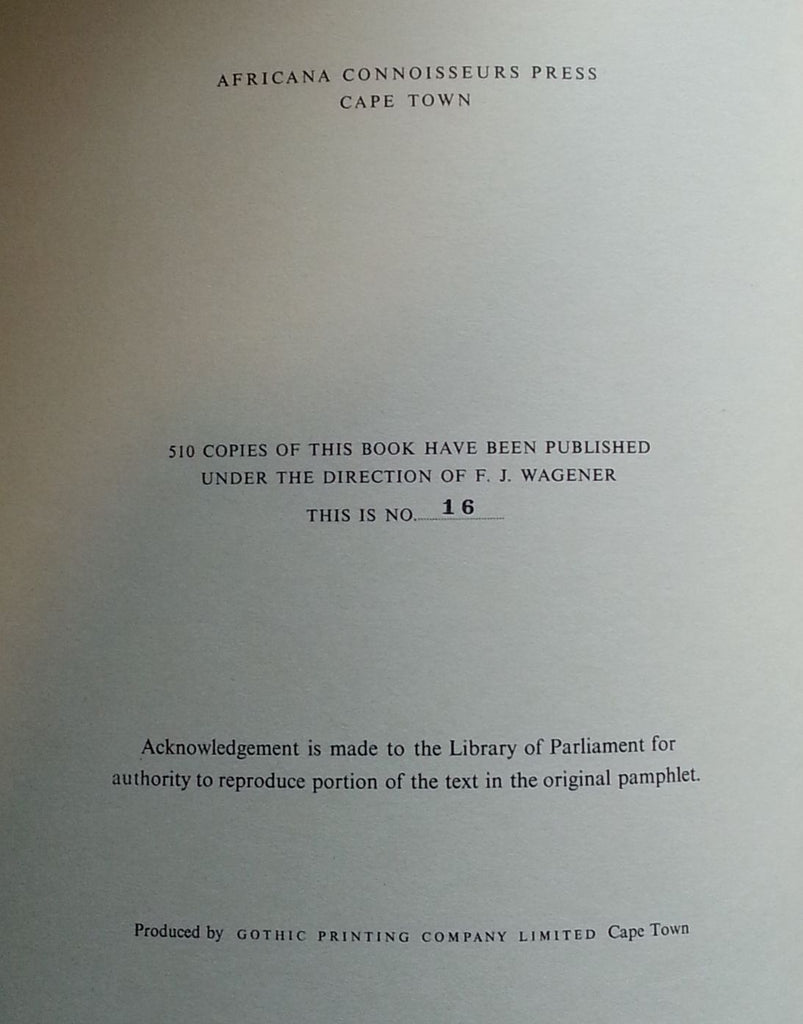 AFRICANA CONNOISSEURS PRESS
CAPE TOWN
510 COPIES OF THIS BOOK HAVE BEEN PUBLISHED
UNDER THE DIRECTION OF F. J. WAGENER
THIS IS NO. 16
Acknowledgement is made to the Library of Parliament for
authority to reproduce portion of the text in the original pamphlet.
Produced by GOTHIC PRINTING COMPANY LIMITED Cape Town